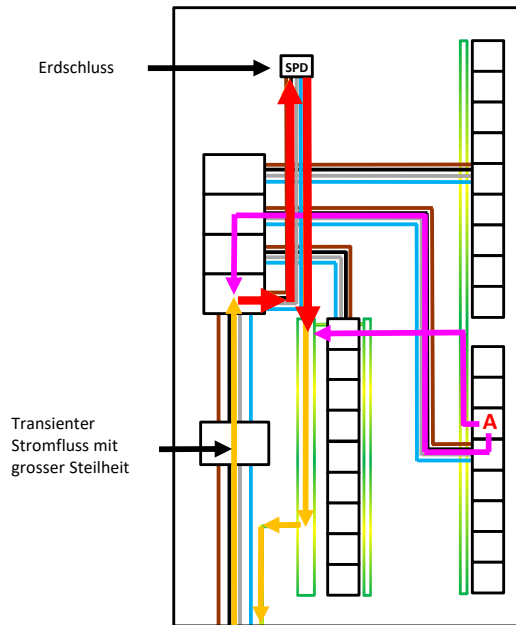 Erdschluss
SPD
A
Transienter
Stromfluss mit
grosser Steilheit